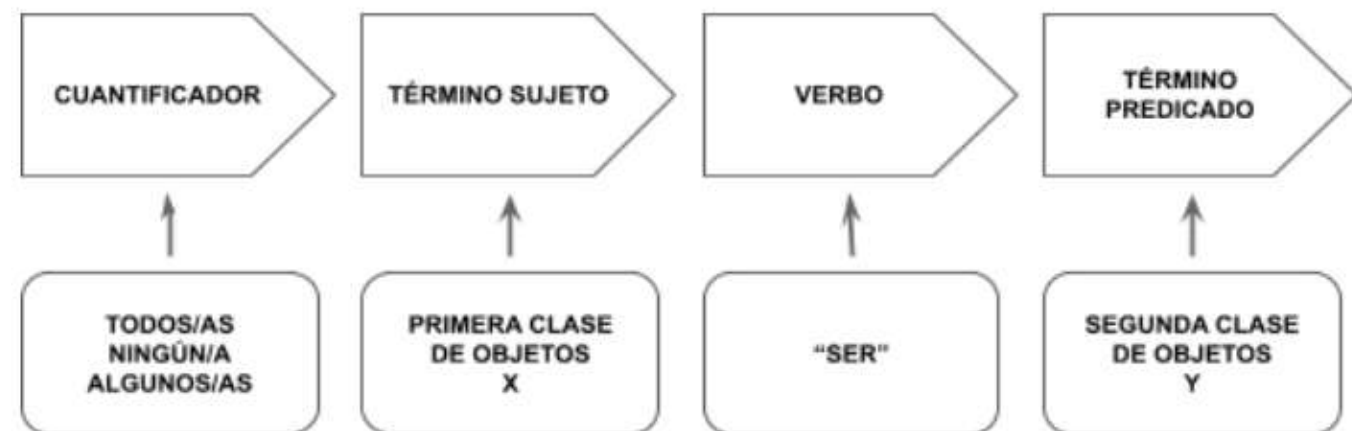 CUANTIFICADOR
TÉRMINO SUJETO
VERBO
TÉRMINO
PREDICADO
TODOS/AS
NINGÚN/A
ALGUNOS/AS
PRIMERA CLASE
DE OBJETOS
X
“SER”
SEGUNDA CLASE
DE OBJETOS
Y